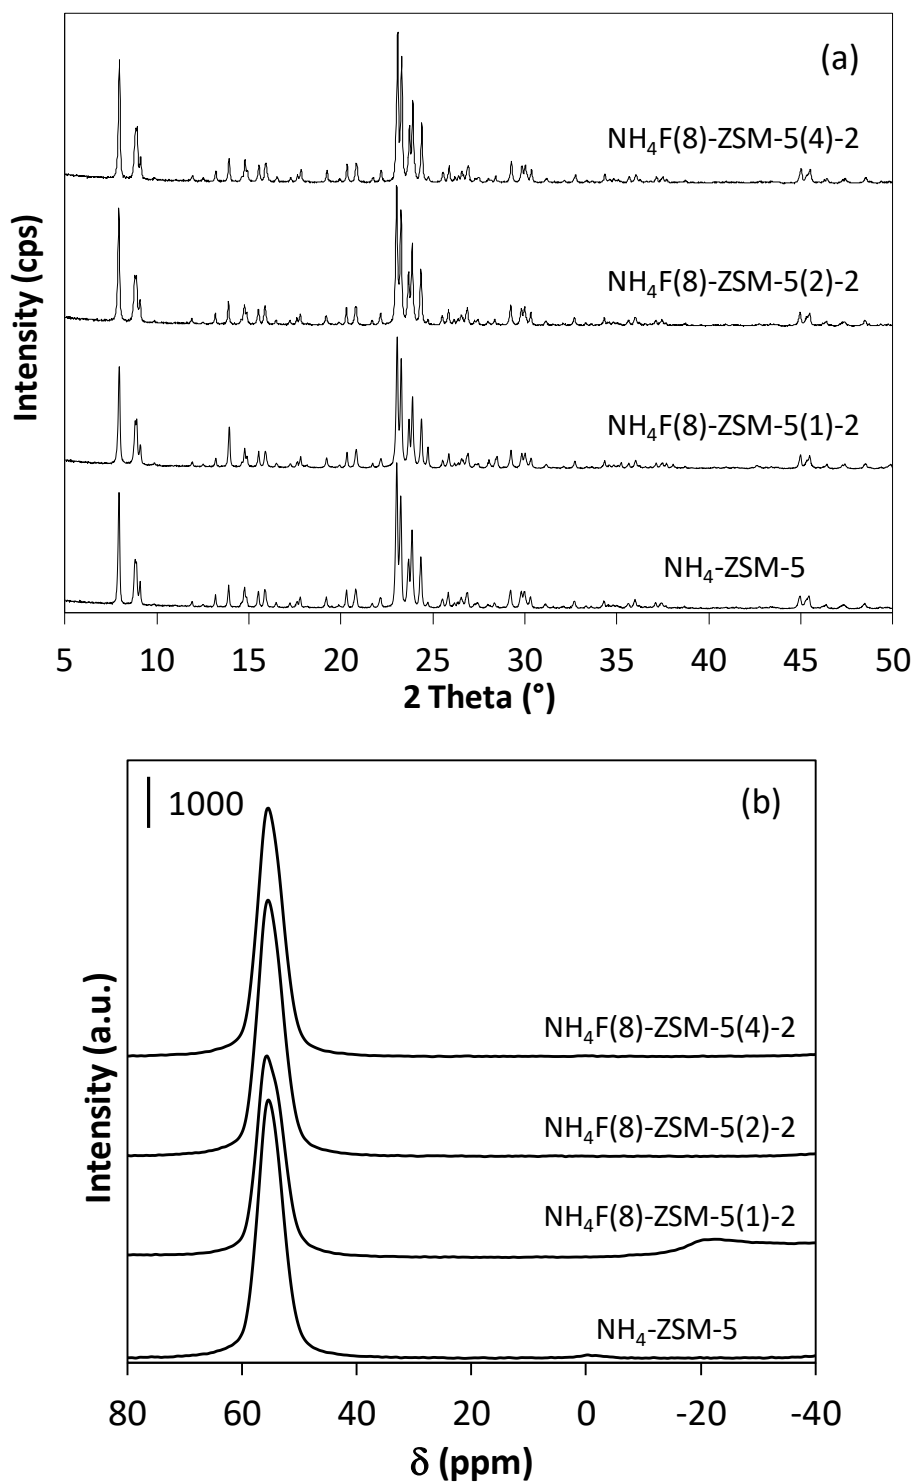 (a)
NH₄F(8)-ZSM-5(4)-2
NH₄F(8)-ZSM-5(2)-2
NH₄F(8)-ZSM-5(1)-2
NH₄-ZSM-5
Intensity (cps)
5 10 15 20 25 30 35 40 45 50
2 Theta (°)
1000
(b)
NH₄F(8)-ZSM-5(4)-2
NH₄F(8)-ZSM-5(2)-2
NH₄F(8)-ZSM-5(1)-2
NH₄-ZSM-5
Intensity (a.u.)
80 60 40 20 0 -20 -40
δ (ppm)